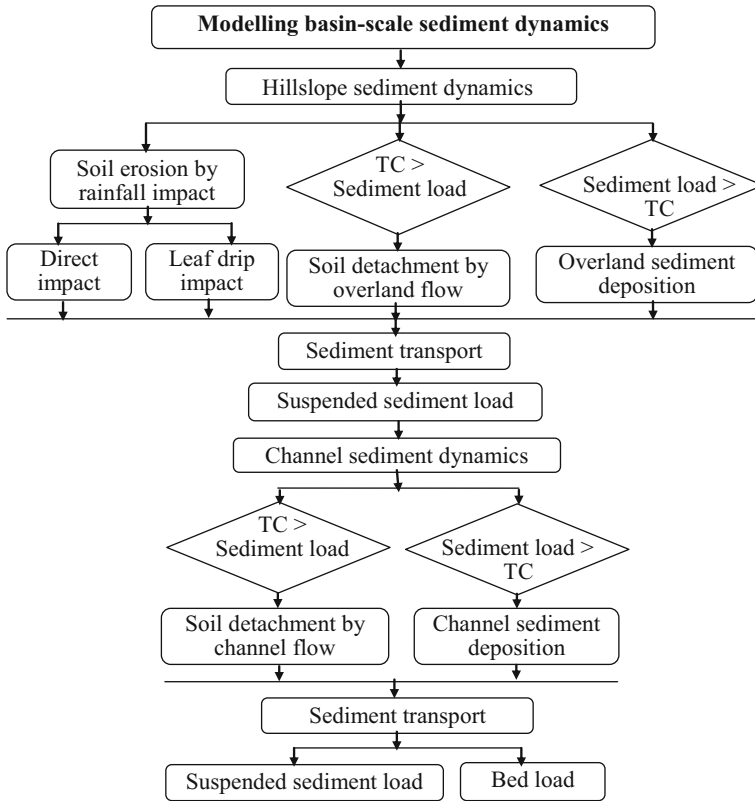 Modelling basin-scale sediment dynamics
Hillslope sediment dynamics
Soil erosion by
rainfall impact
TC >
Sediment load
Sediment load >
TC
Direct
impact
Leaf drip
impact
Soil detachment by
overland flow
Overland sediment
deposition
Sediment transport
Suspended sediment load
Channel sediment dynamics
TC >
Sediment load
Sediment load >
TC
Soil detachment by
channel flow
Channel sediment
deposition
Sediment transport
Suspended sediment load
Bed load